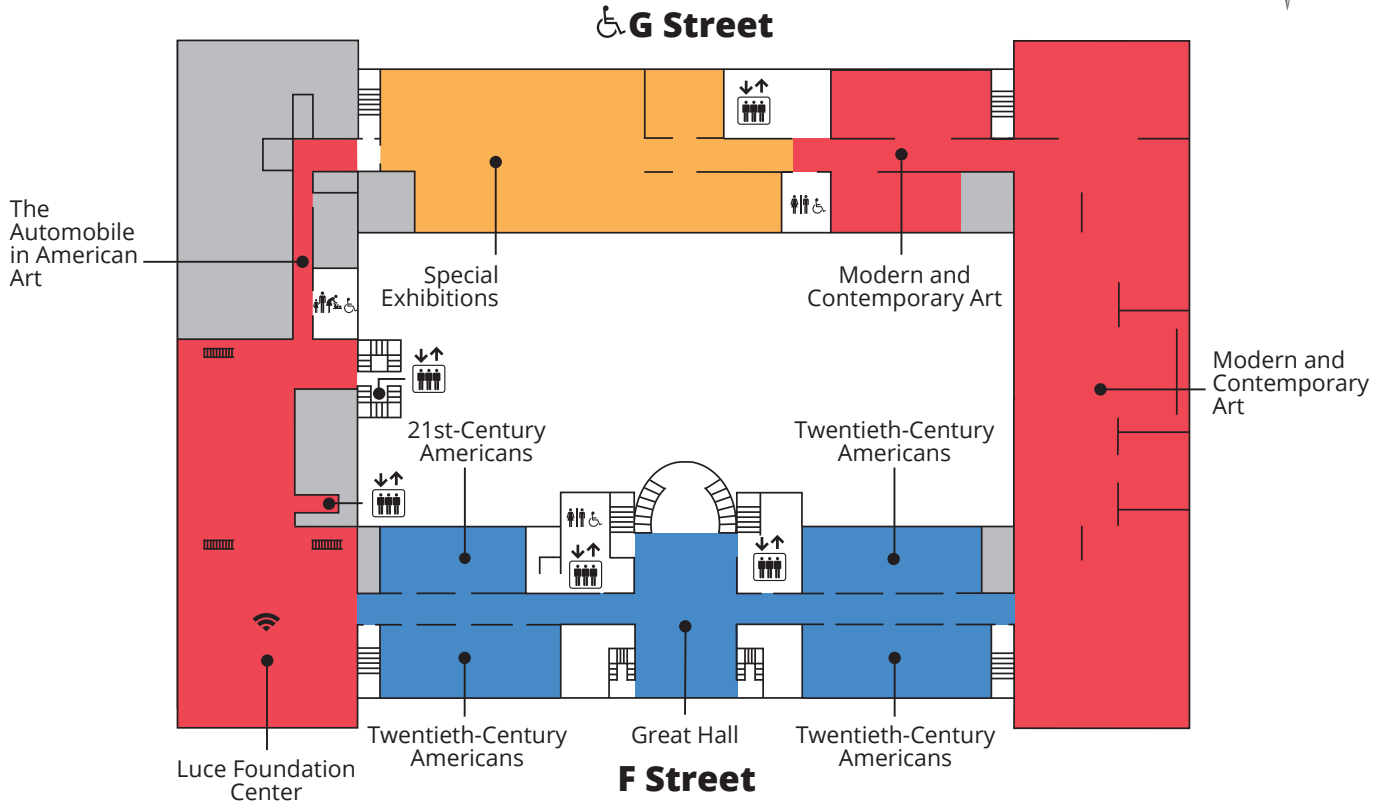 G Street
The
Automobile
in American
Art
Special
Exhibitions
Modern and
Contemporary Art
Modern and
Contemporary
Art
21st-Century
Americans
Twentieth-Century
Americans
Twentieth-Century
Americans
Great Hall
Twentieth-Century
Americans
Luce Foundation
Center
F Street